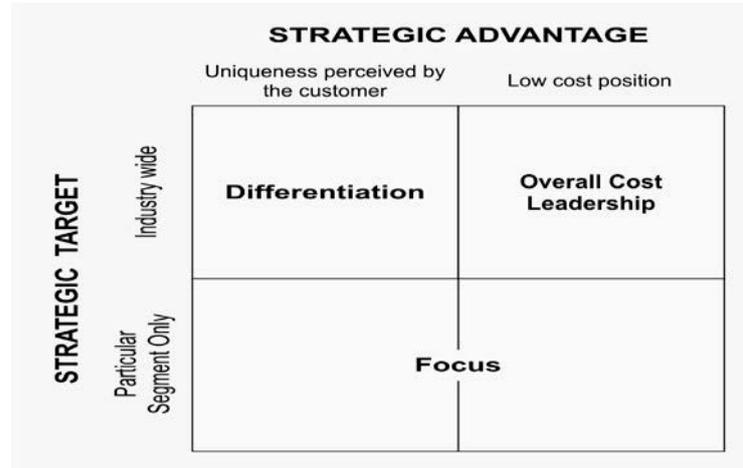 STRATEGIC ADVANTAGE
Uniqueness perceived by
the customer
Low cost position
STRATEGIC TARGET
Industry wide
Differentiation
Overall Cost
Leadership
Particular
Segment Only
Focus